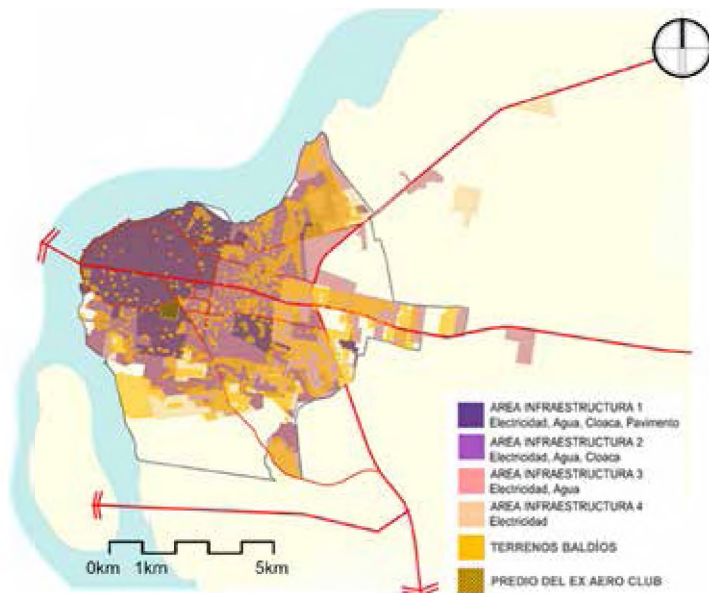 AREA INFRAESTRUCTURA 1
Electricidad, Agua, Cloaca, Pavimento
AREA INFRAESTRUCTURA 2
Electricidad, Agua, Cloaca
AREA INFRAESTRUCTURA 3
Electricidad, Agua
AREA INFRAESTRUCTURA 4
Electricidad
TERRENOS BALDÍOS
PREDIO DEL EX AERO CLUB
0km 1km 5km